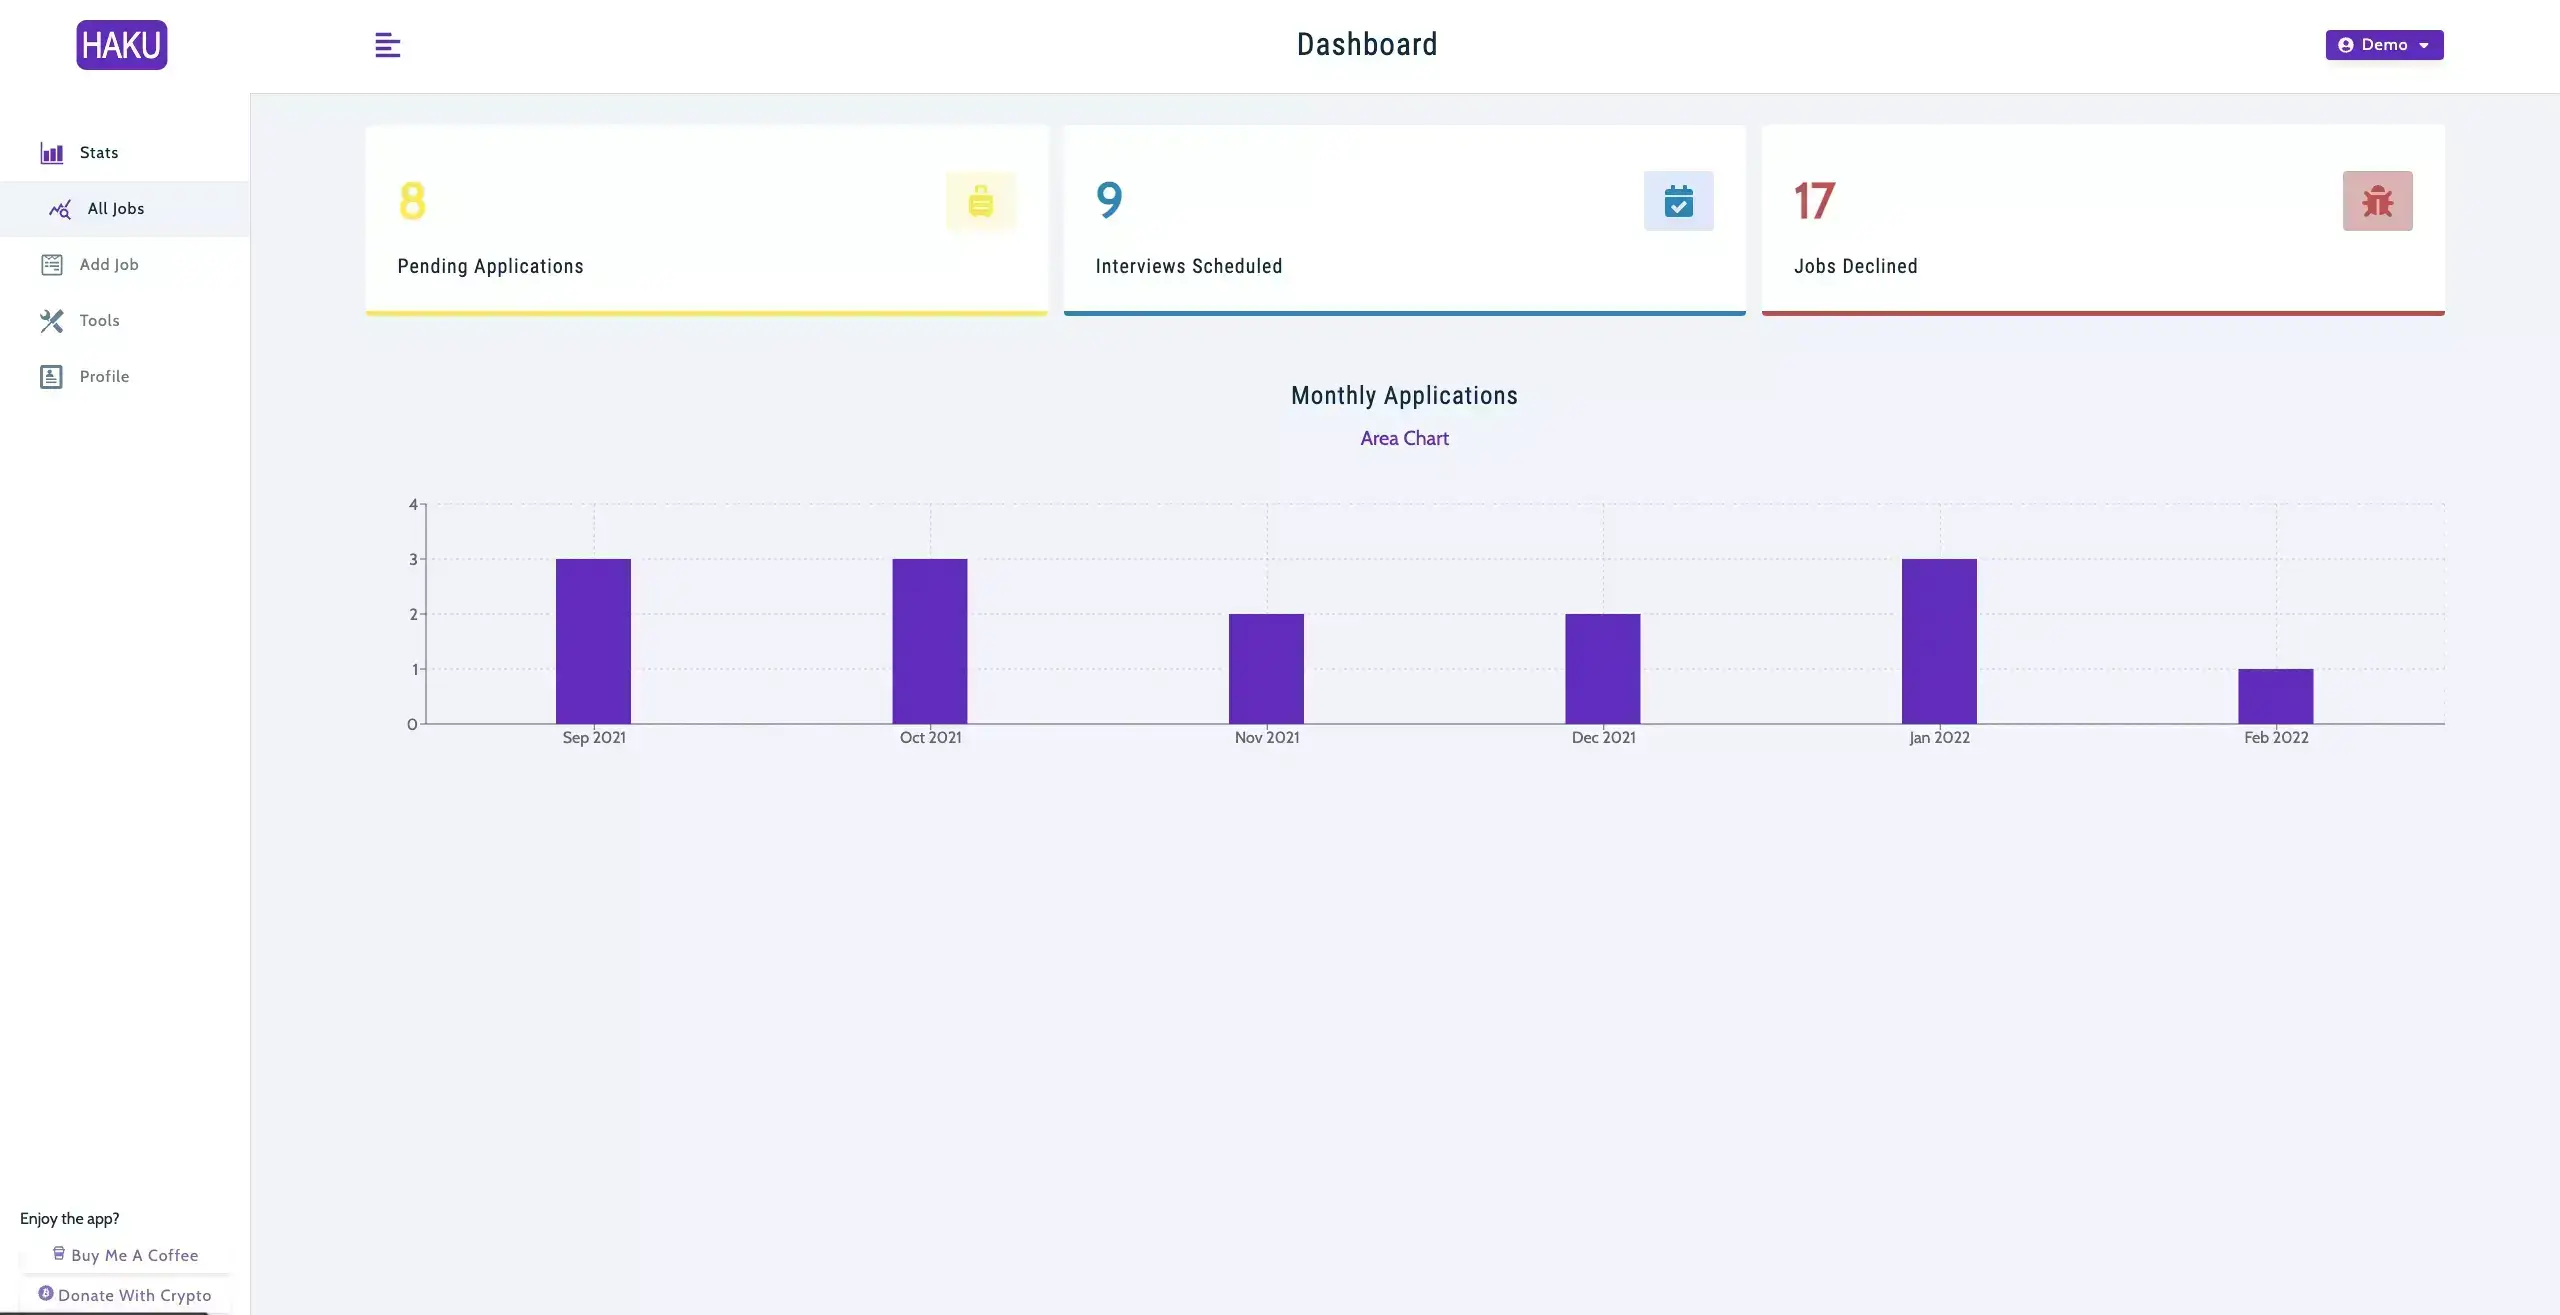 HAKU
Dashboard
Demo
Stats
All Jobs
Add Job
Tools
Profile
8
Pending Applications
9
Interviews Scheduled
17
Jobs Declined
Monthly Applications
Area Chart
4
3
2
1
0
Sep 2021 Oct 2021 Nov 2021 Dec 2021 Jan 2022 Feb 2022
Enjoy the app?
Buy Me A Coffee
Donate With Crypto